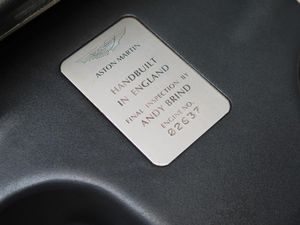 ASTON MARTIN
HANDBUILT
IN ENGLAND
FINAL INSPECTION BY
ANDY BRIND
ENGINE NO.
02637